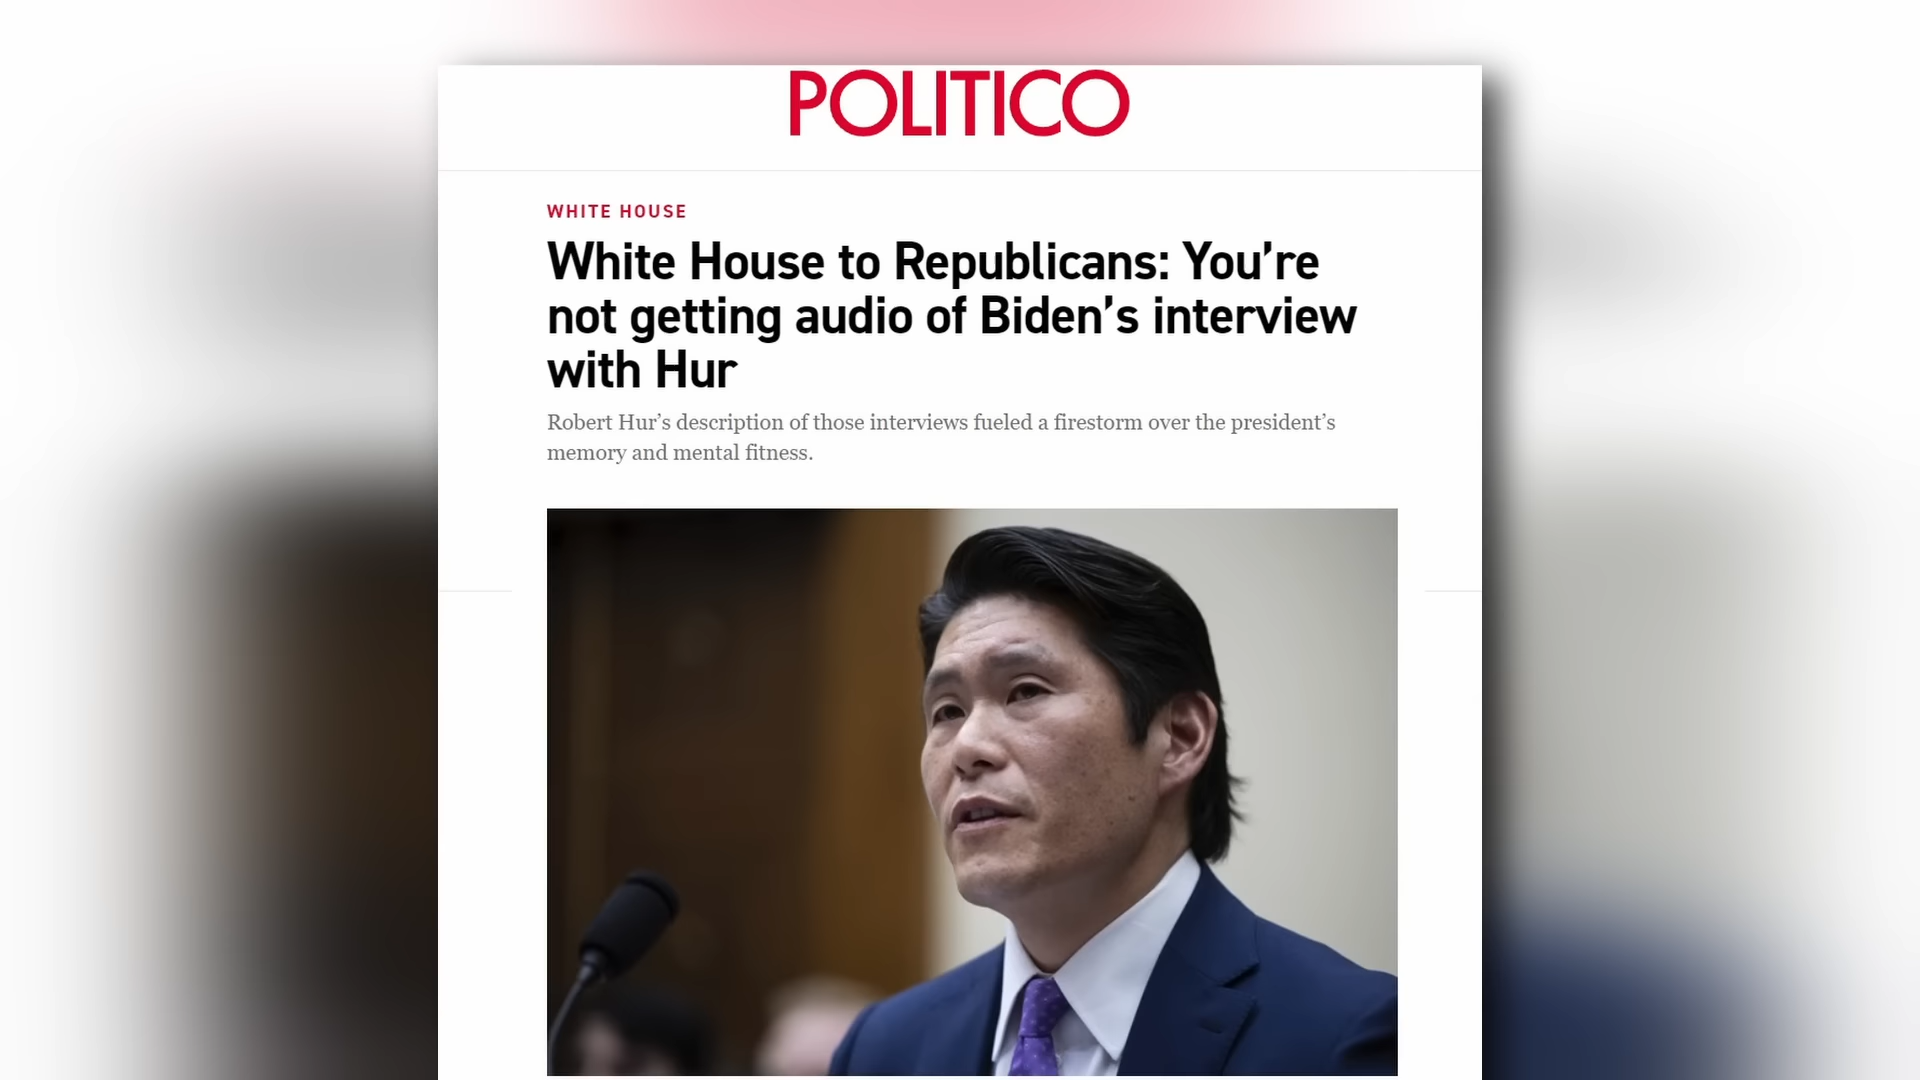 POLITICO
WHITE HOUSE
White House to Republicans: You’re
not getting audio of Biden’s interview
with Hur
Robert Hur’s description of those interviews fueled a firestorm over the president’s
memory and mental fitness.